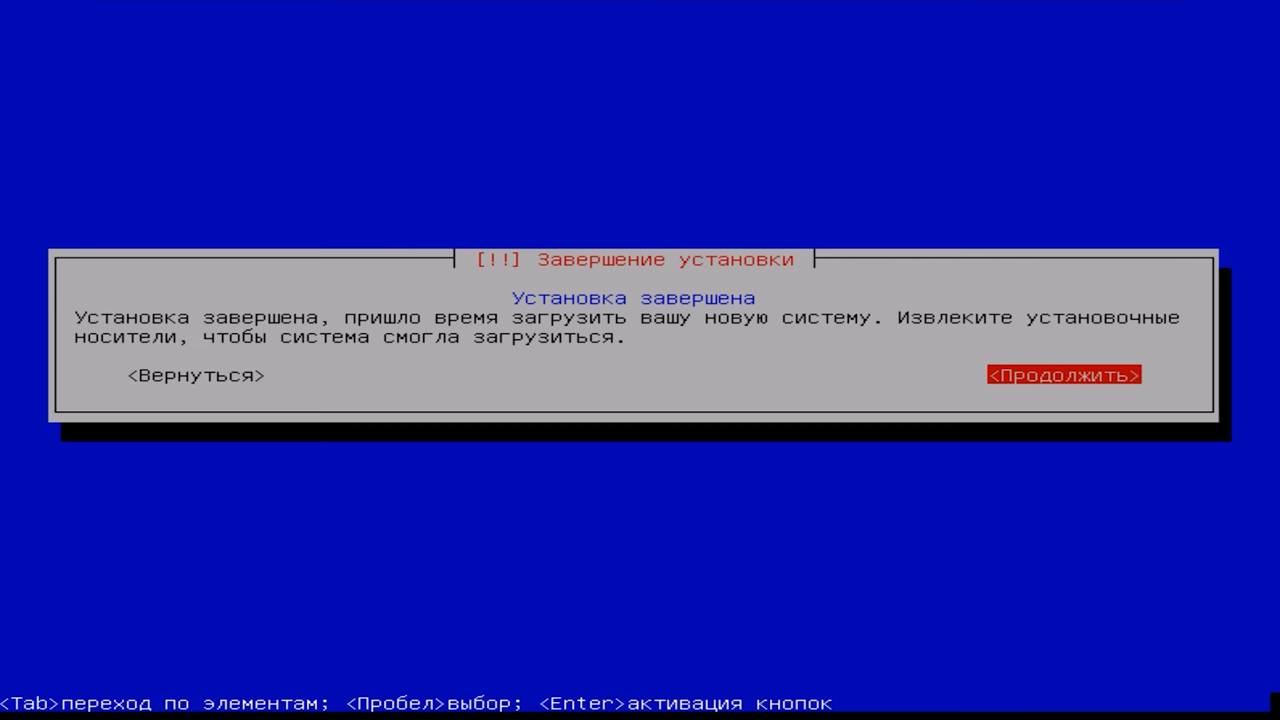 [!!] Завершение установки
Установка завершена
Установка завершена, пришло время загрузить вашу новую систему. Извлеките установочные
носители, чтобы система смогла загрузиться.
<Вернуться> <Продолжить>
<Tab>переход по элементам; <Пробел>выбор; <Enter>активация кнопок